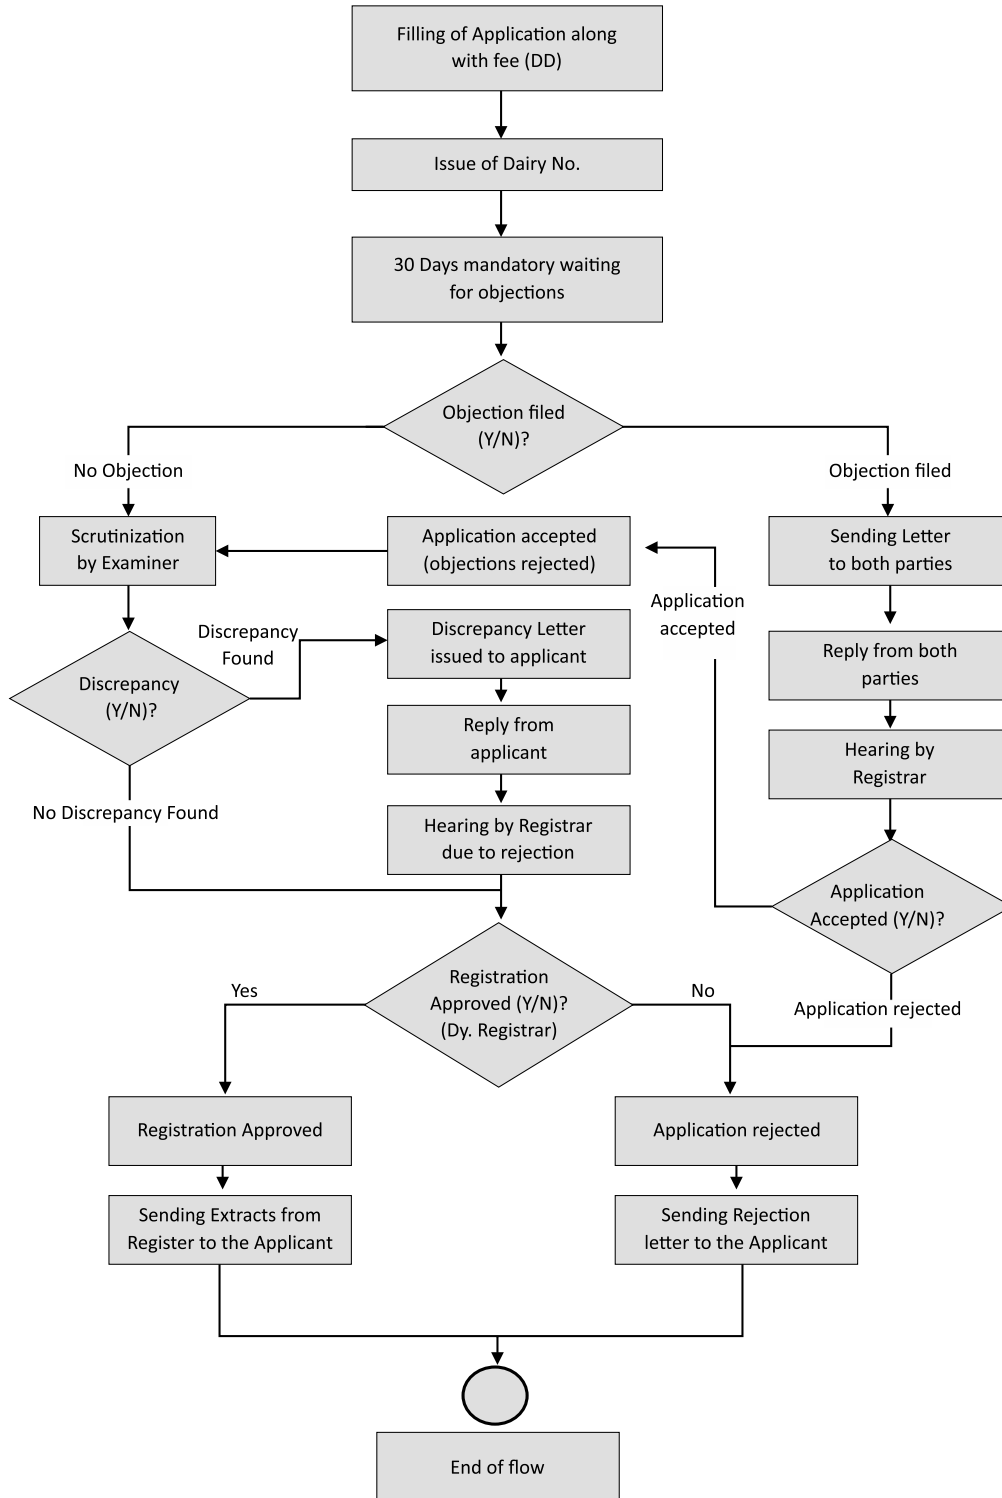 Filling of Application along
with fee (DD)
Issue of Dairy No.
30 Days mandatory waiting
for objections
Objection filed
(Y/N)?
No Objection
Objection filed
Scrutinization
by Examiner
Application accepted
(objections rejected)
Sending Letter
to both parties
Application
accepted
Discrepancy
Found
Discrepancy Letter
issued to applicant
Reply from both
parties
Discrepancy
(Y/N)?
Reply from
applicant
Hearing by
Registrar
No Discrepancy Found
Hearing by Registrar
due to rejection
Application
Accepted (Y/N)?
Registration
Approved (Y/N)?
(Dy. Registrar)
Yes
No
Application rejected
Registration Approved
Application rejected
Sending Extracts from
Register to the Applicant
Sending Rejection
letter to the Applicant
End of flow